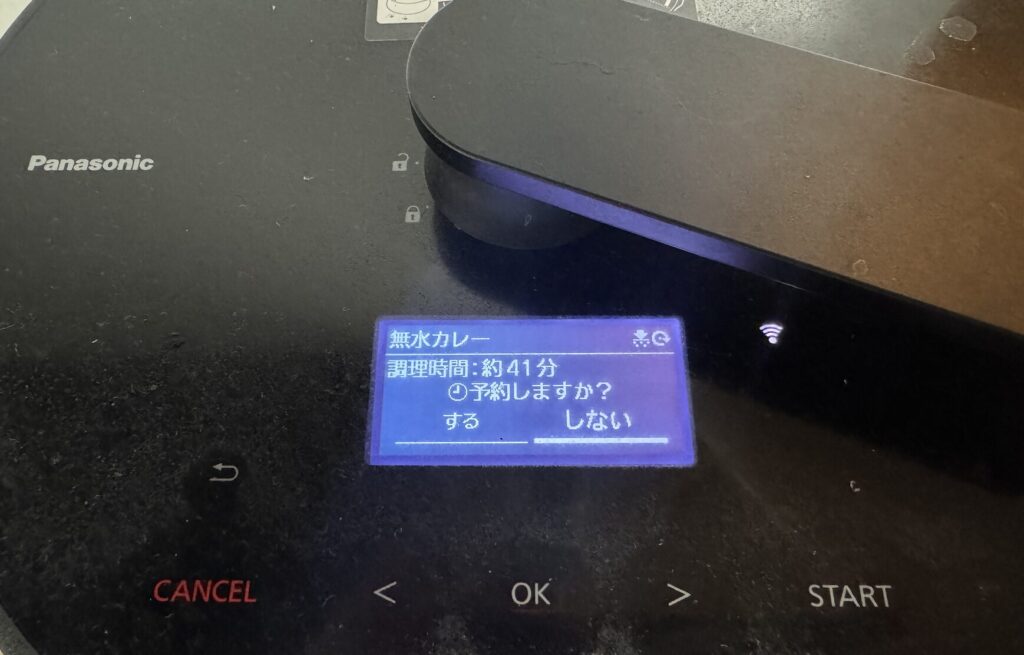 Panasonic
無水カレー
調理時間:約41分
予約しますか?
する しない
CANCEL < OK > START